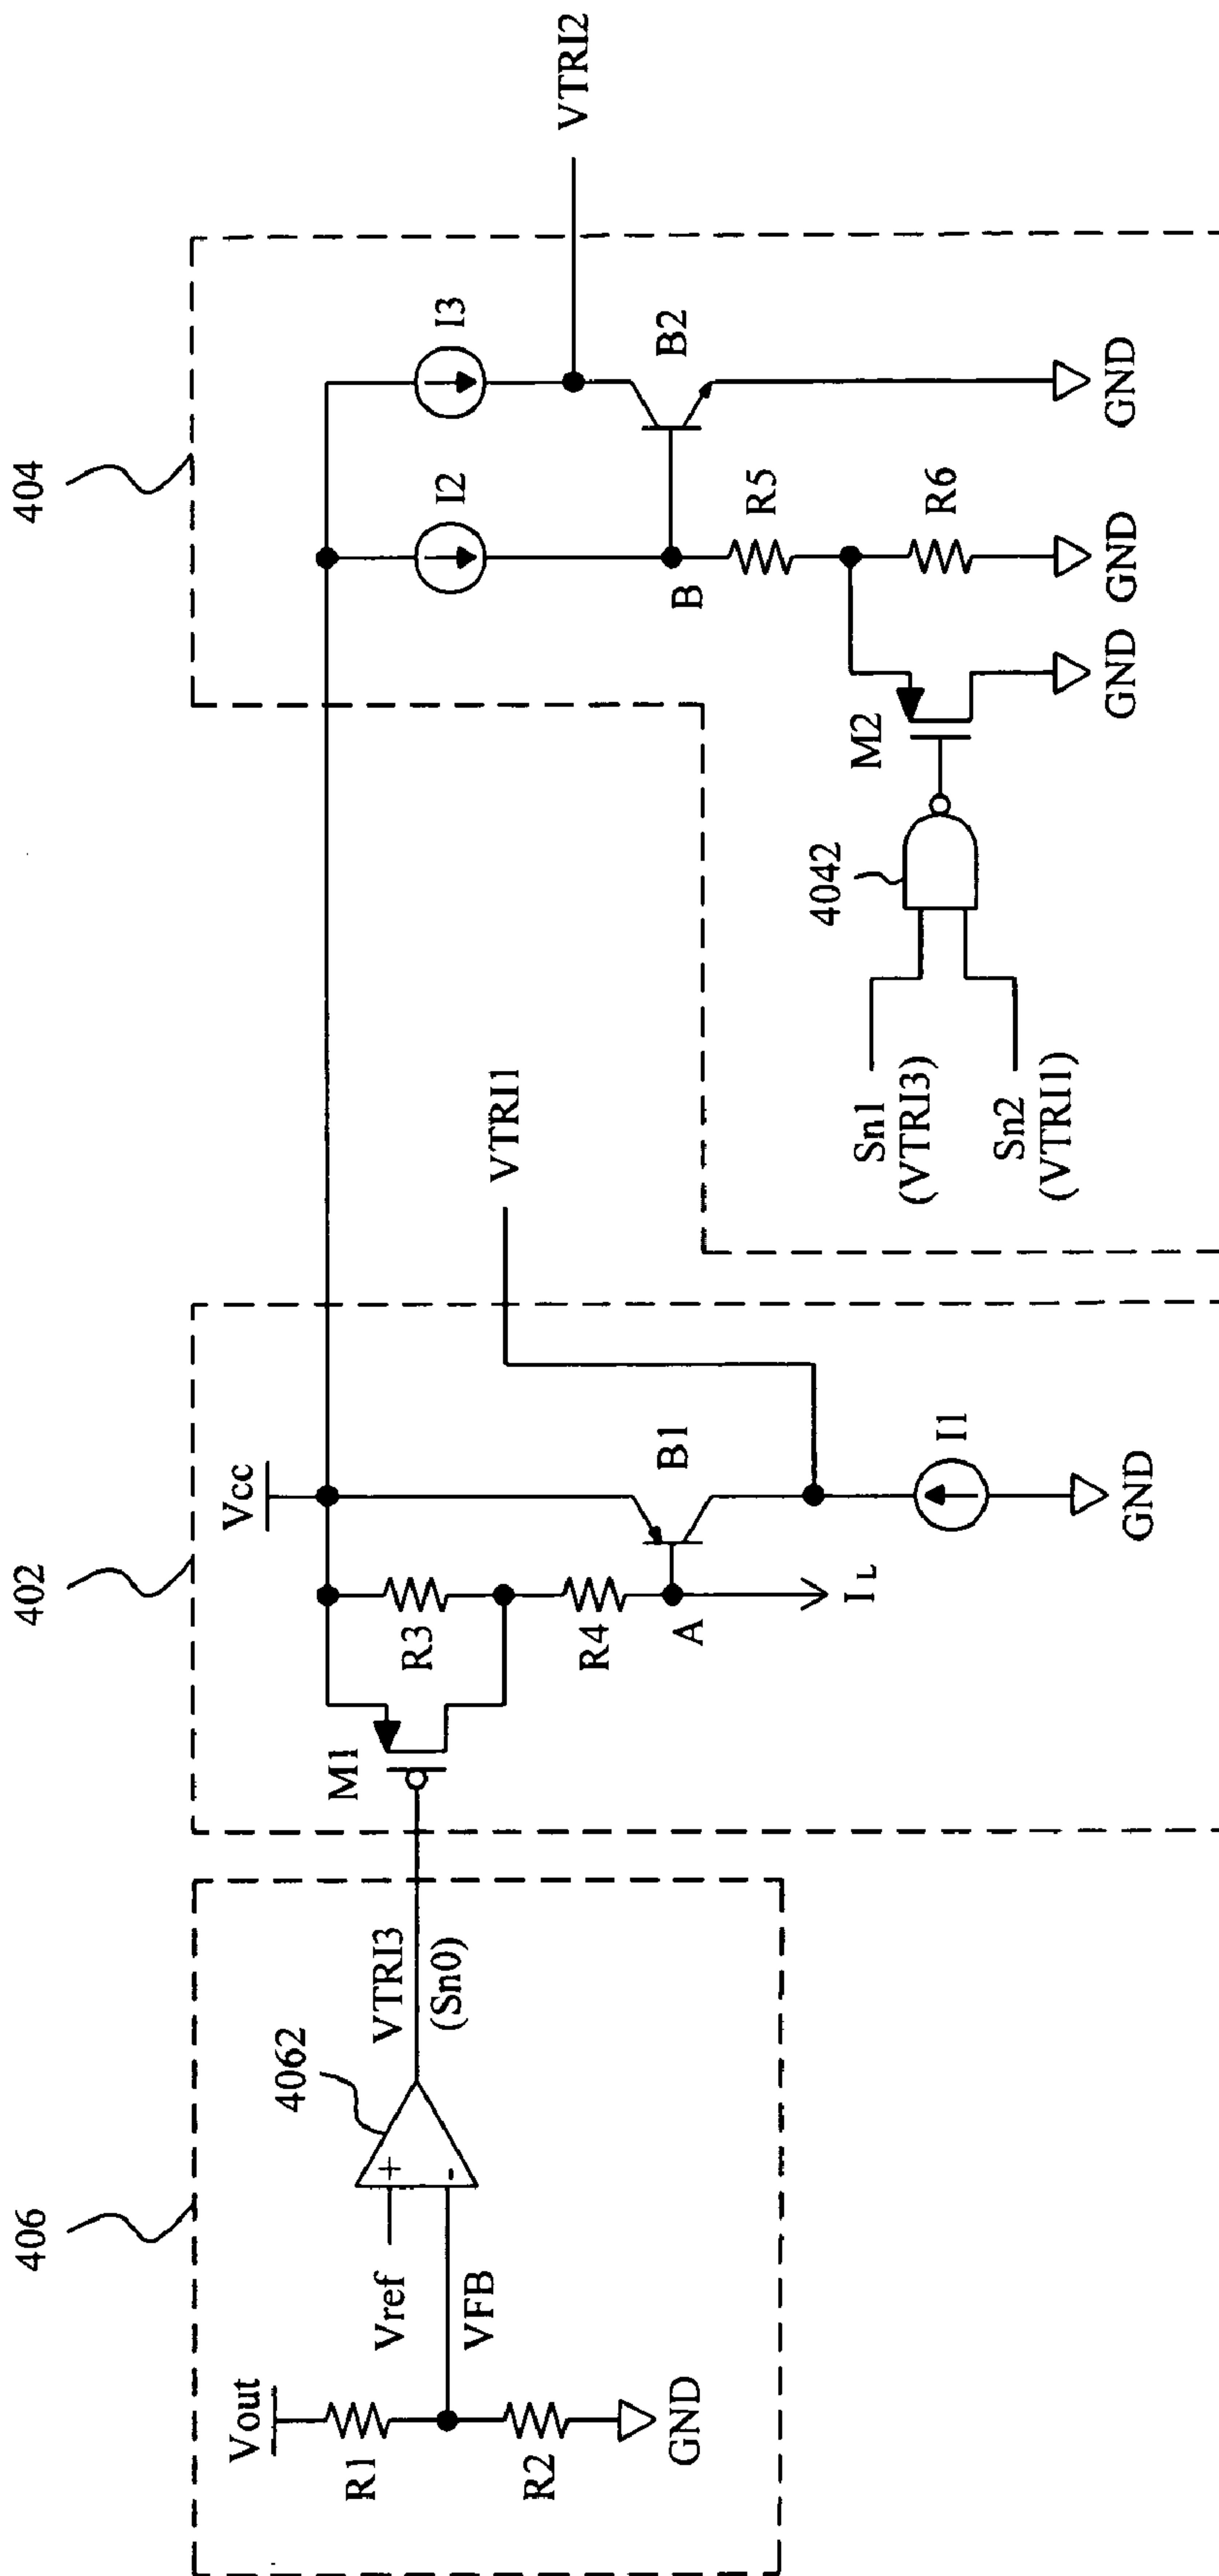 406
402
404
Vout
R1
R2
GND
Vref
VFB
+
-
4062
VTRI3
(Sn0)
M1
Vcc
R3
R4
A
I L
B1
I1
GND
VTRI1
Sn1
(VTRI3)
Sn2
(VTRI1)
4042
M2
GND
I2
B
R5
R6
GND
I3
B2
GND
VTRI2